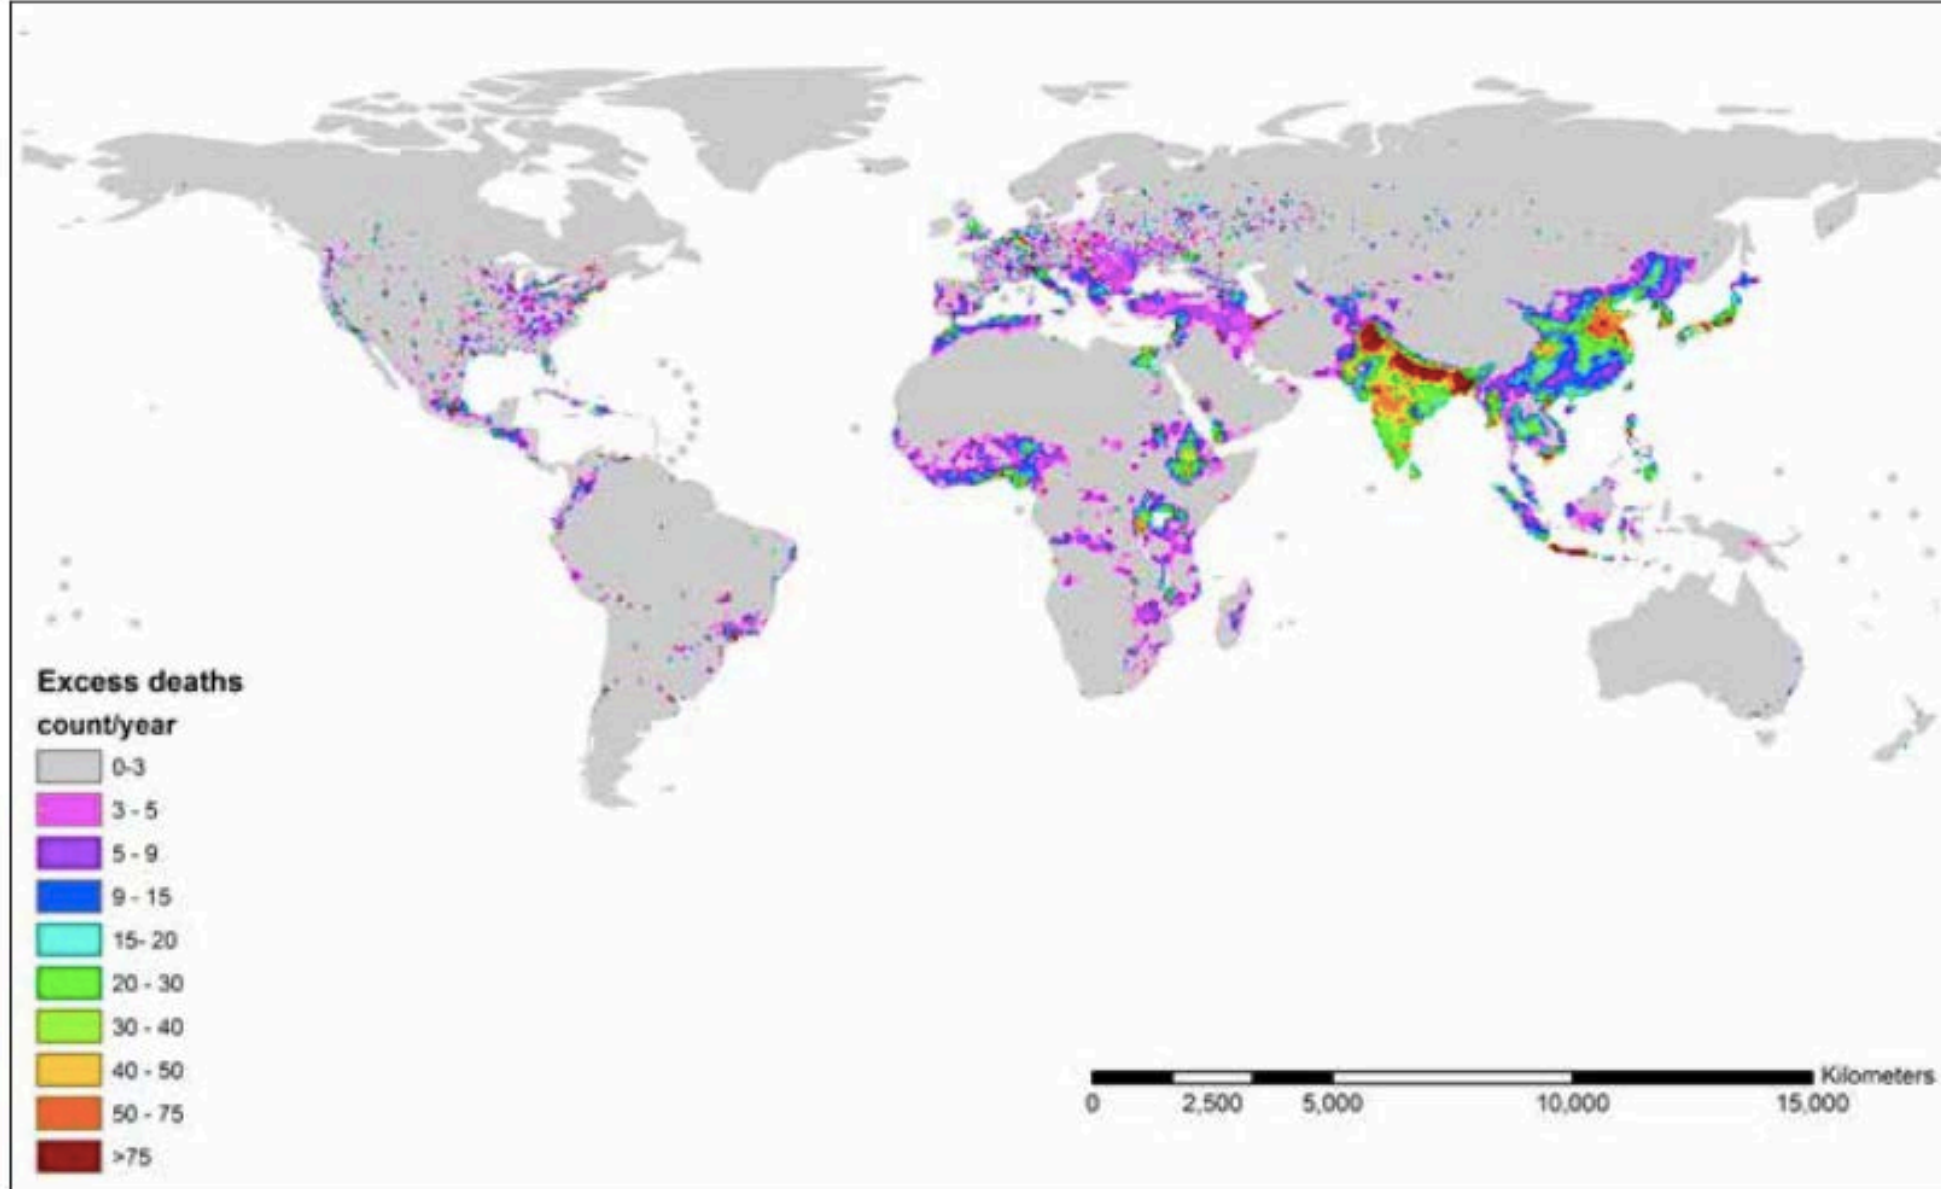 Excess deaths
count/year
0-3
3 - 5
5 - 9
9 - 15
15- 20
20 - 30
30 - 40
40 - 50
50 - 75
>75
Kilometers
0 2,500 5,000 10,000 15,000